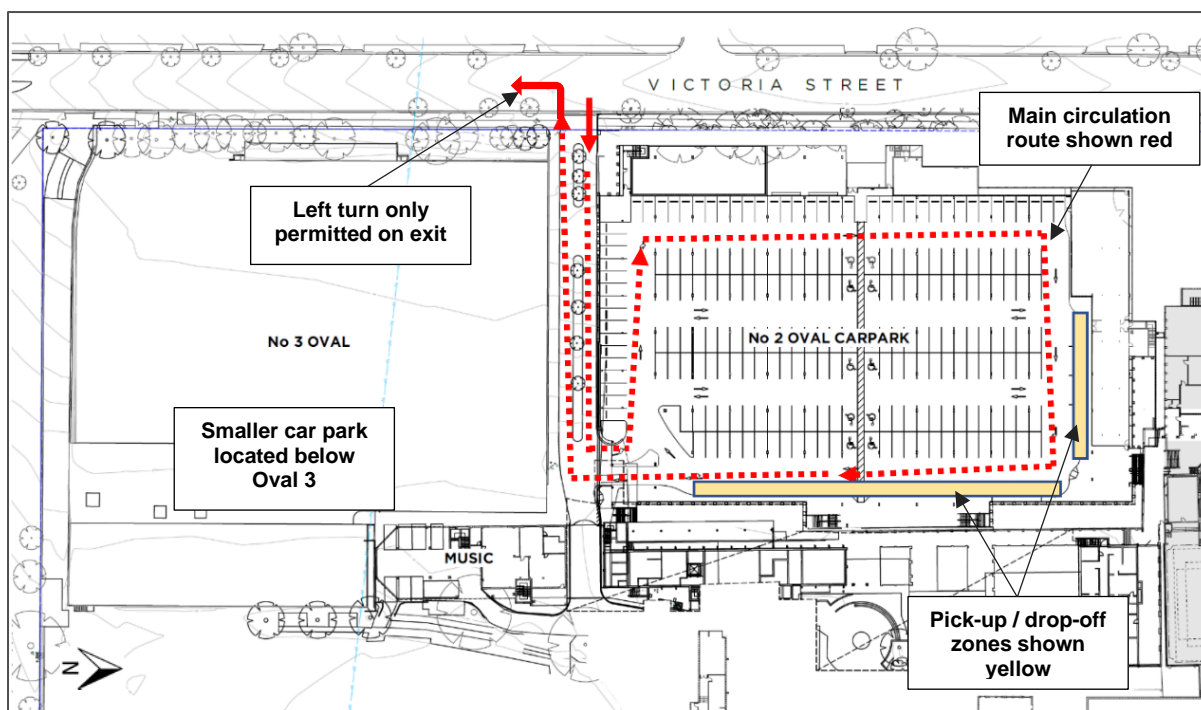 VICTORIA STREET
Main circulation
route shown red
Left turn only
permitted on exit
No 3 OVAL
No 2 OVAL CARPARK
Smaller car park
located below
Oval 3
MUSIC
Pick-up / drop-off
zones shown
yellow
N